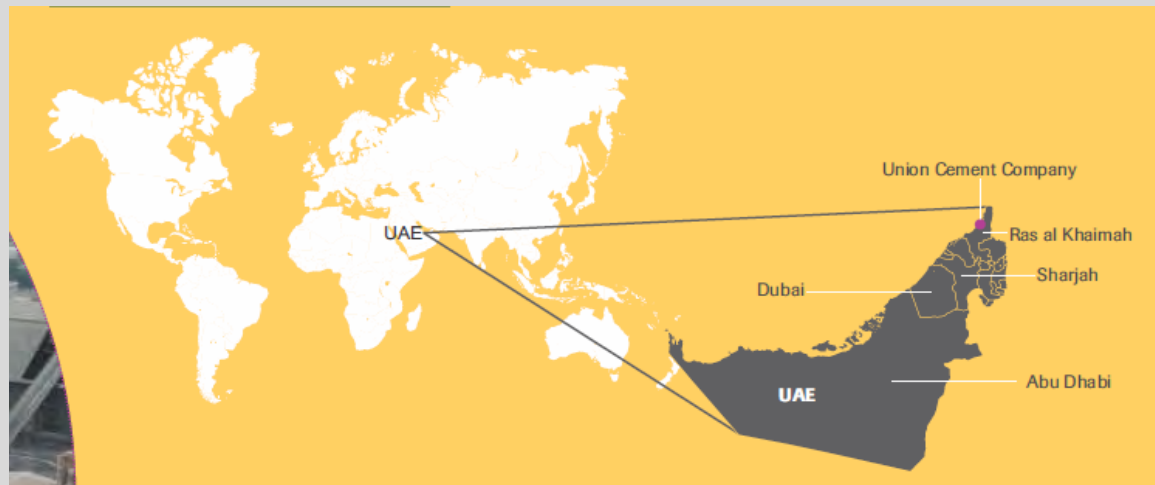 Union Cement Company
UAE
Ras al Khaimah
Sharjah
Dubai
Abu Dhabi
UAE